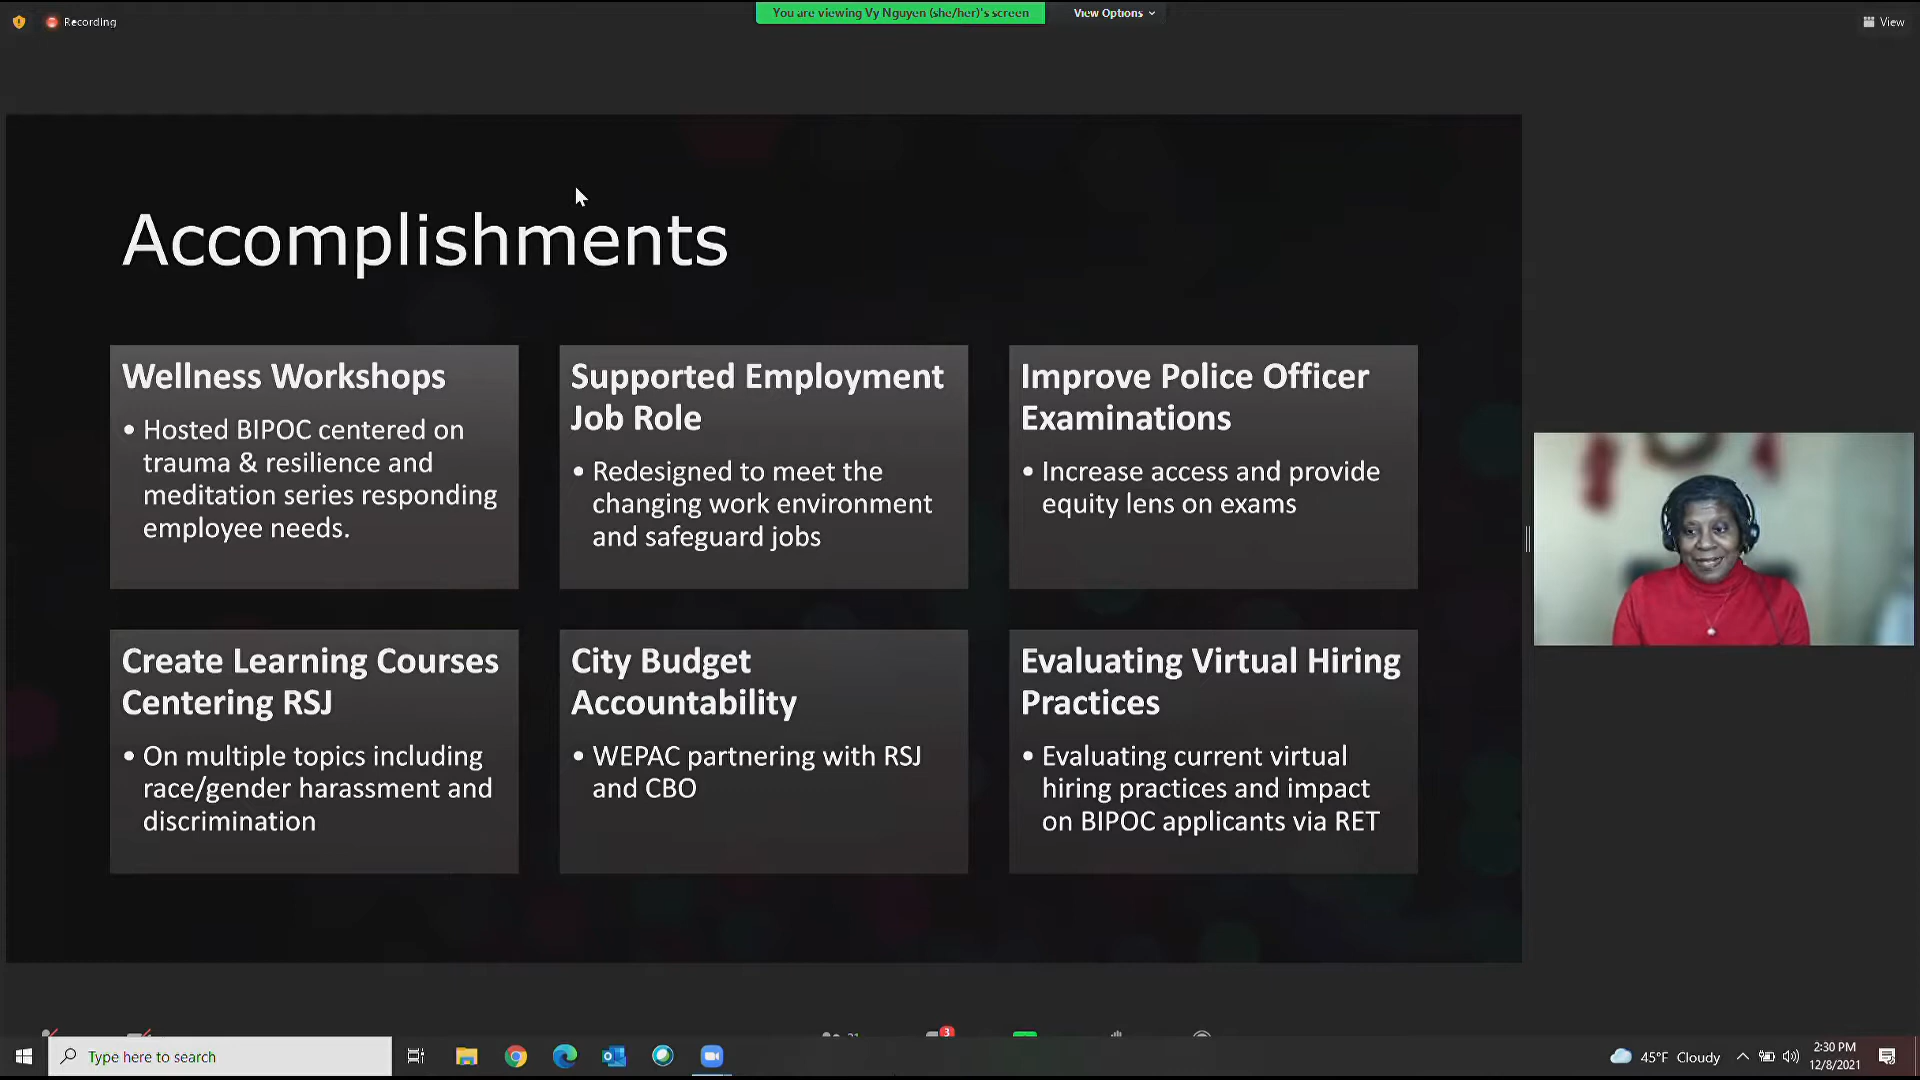 Recording
You are viewing Vy Nguyen (she/her)'s screen
View Options
View
Accomplishments
Wellness Workshops
• Hosted BIPOC centered on
trauma & resilience and
meditation series responding
employee needs.
Supported Employment
Job Role
• Redesigned to meet the
changing work environment
and safeguard jobs
Improve Police Officer
Examinations
• Increase access and provide
equity lens on exams
Create Learning Courses
Centering RSJ
• On multiple topics including
race/gender harassment and
discrimination
City Budget
Accountability
• WEPAC partnering with RSJ
and CBO
Evaluating Virtual Hiring
Practices
• Evaluating current virtual
hiring practices and impact
on BIPOC applicants via RET
3
Type here to search
45°F Cloudy
2:30 PM
12/8/2021